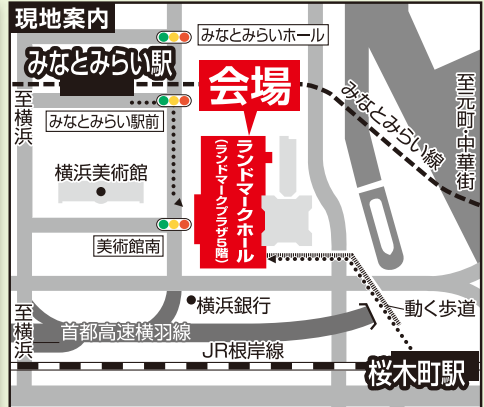 現地案内
みなとみらいホール
みなとみらい駅
会場
至横浜
みなとみらい駅前
みなとみらい線
至元町・中華街
横浜美術館
ランドマークホール
(ランドマークプラザ5階)
美術館南
横浜銀行
動く歩道
至横浜
首都高速横羽線
JR根岸線
桜木町駅